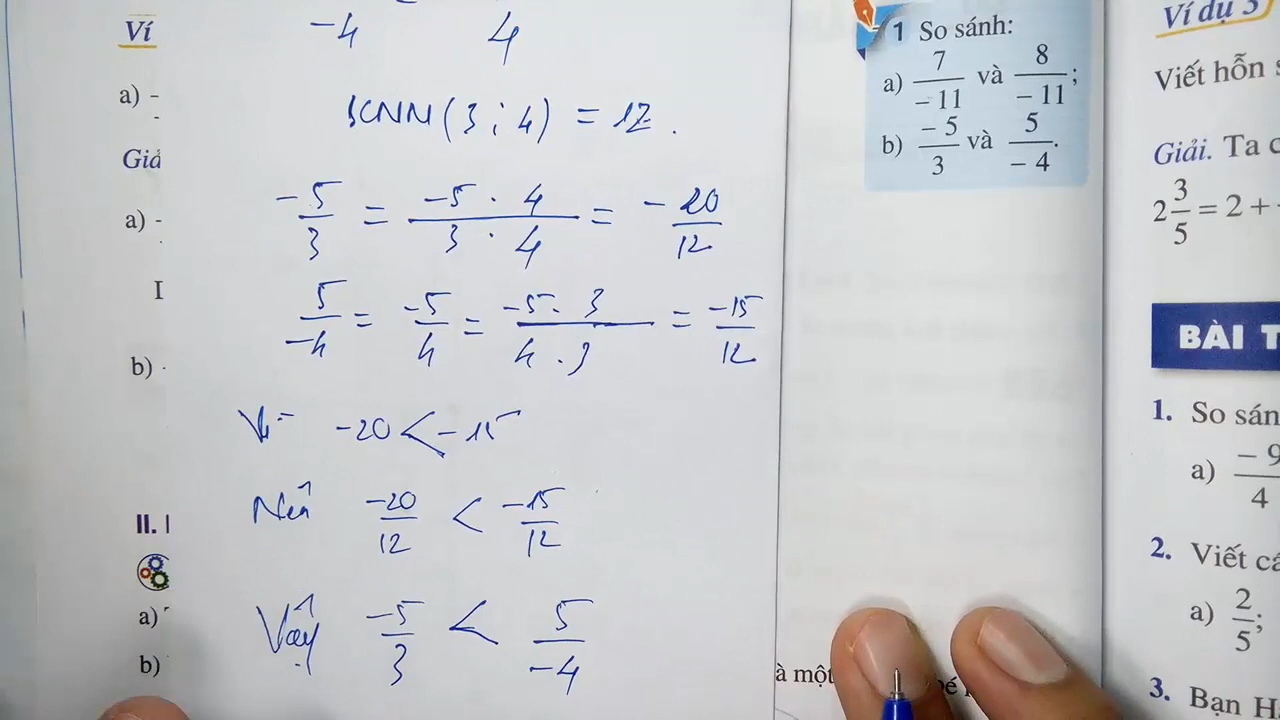 -4 4
BCNN(3; 4) = 12.
-5/3 = -5 . 4/3 . 4 = -20/12
5/-4 = -5/4 = -5 . 3/4 . 3 = -15/12
Vì -20 < -15
Nên -20/12 < -15/12
Vậy -5/3 < 5/-4
Ví
a) -
Giả
a) -
b)
II.
a)
b)
1 So sánh:
a) 7/-11 và 8/-11;
b) -5/3 và 5/-4.
Ví dụ 3
Viết hỗn
Giải. Ta
2 3/5 = 2 +
BÀI
1. So
a) -9/4
2. Viết
a) 2/5;
3. Bạn